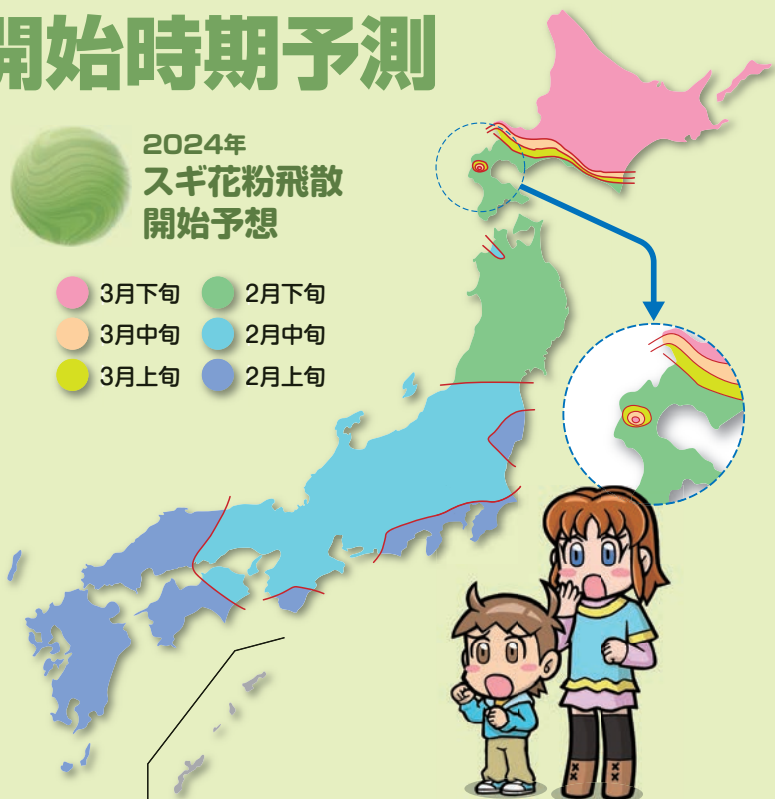 開始時期予測
2024年
スギ花粉飛散
開始予想
3月下旬
2月下旬
3月中旬
2月中旬
3月上旬
2月上旬